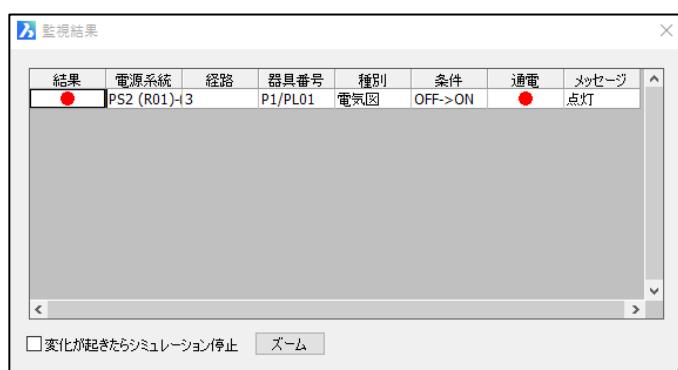 監視結果
結果 電源系統 経路 器具番号 種別 条件 通電 メッセージ
PS2 (R01)-( 3 P1/PL01 電気図 OFF->ON 点灯
変化が起きたらシミュレーション停止 ズーム